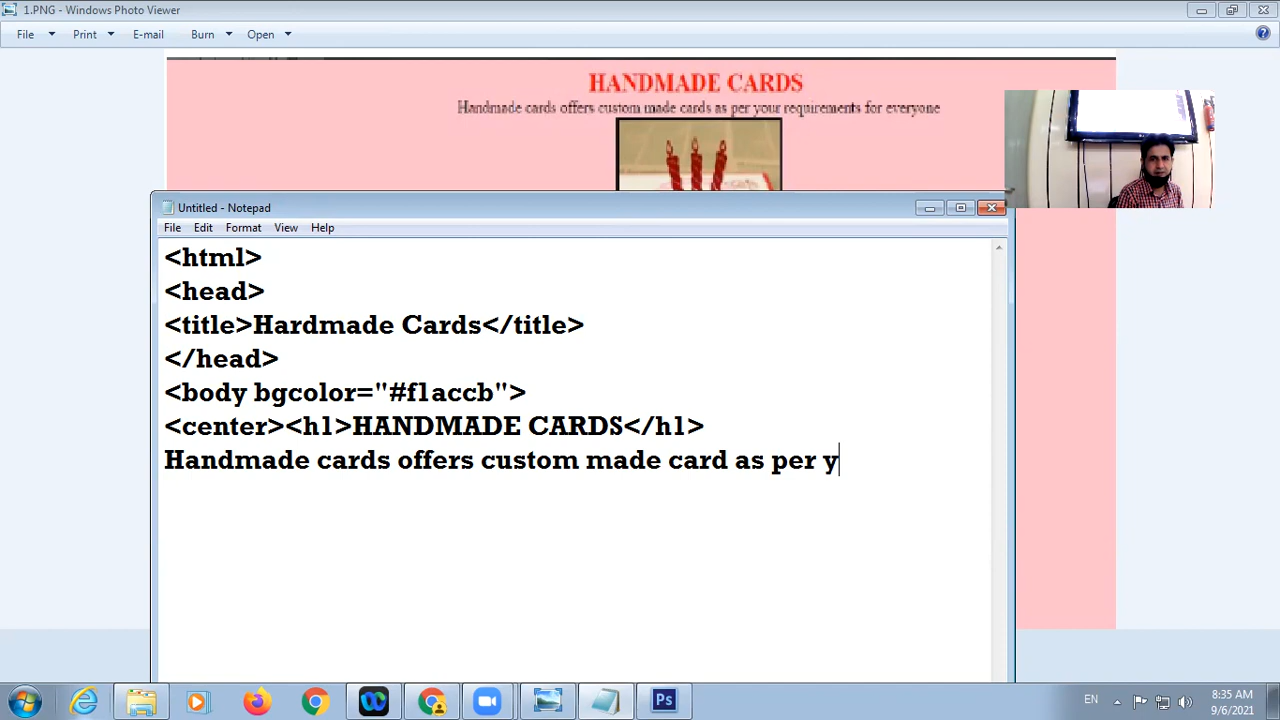 1.PNG - Windows Photo Viewer
File Print E-mail Burn Open
HANDMADE CARDS
Handmade cards offers custom made cards as per your requirements for everyone
Untitled - Notepad
File Edit Format View Help
<html>
<head>
<title>Hardmade Cards</title>
</head>
<body bgcolor="#f1accb">
<center><h1>HANDMADE CARDS</h1>
Handmade cards offers custom made card as per y
Ps
EN
8:35 AM
9/6/2021